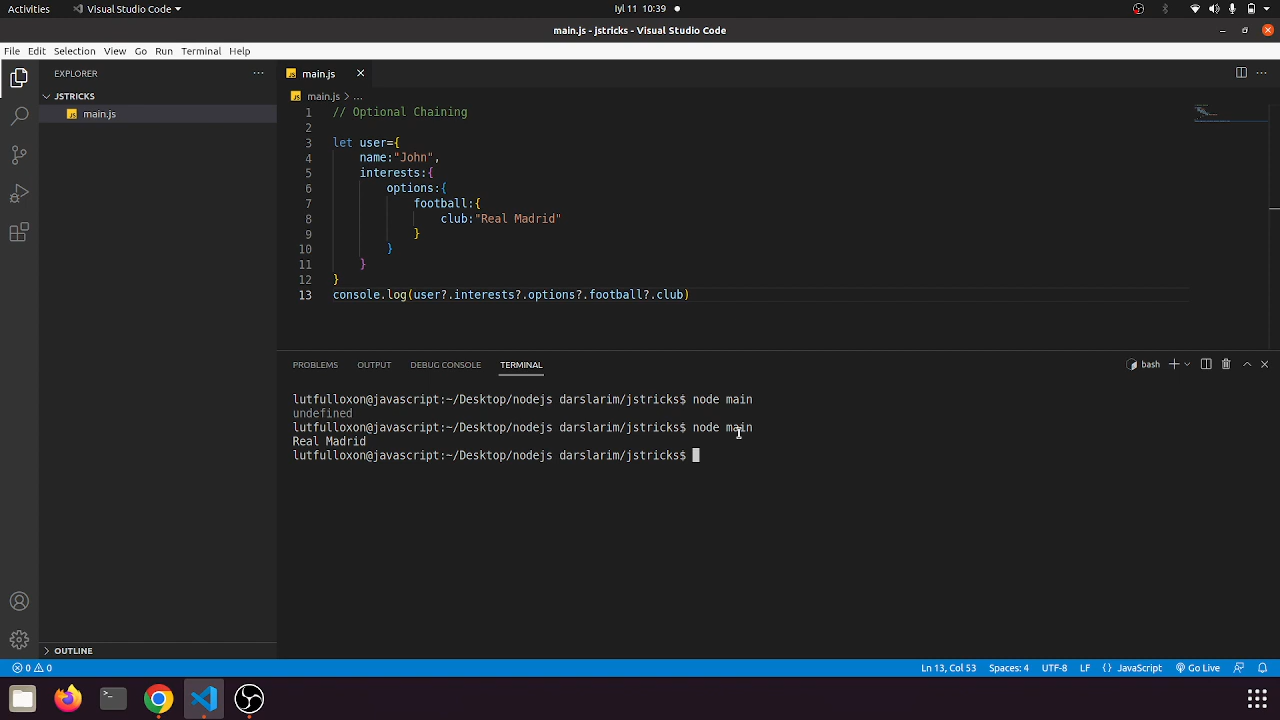 Activities
Visual Studio Code
Iyl 11 10:39
main.js - jstricks - Visual Studio Code
File Edit Selection View Go Run Terminal Help
EXPLORER
JSTRICKS
main.js
main.js
main.js > ...
1 // Optional Chaining
2
3 let user={
4     name:"John",
5     interests:{
6         options:{
7             football:{
8                 club:"Real Madrid"
9             }
10         }
11     }
12 }
13 console.log(user?.interests?.options?.football?.club)
PROBLEMS OUTPUT DEBUG CONSOLE TERMINAL
bash
lutfulloxon@javascript:~/Desktop/nodejs darslarim/jstricks$ node main
undefined
lutfulloxon@javascript:~/Desktop/nodejs darslarim/jstricks$ node main
Real Madrid
lutfulloxon@javascript:~/Desktop/nodejs darslarim/jstricks$
OUTLINE
0 0
Ln 13, Col 53 Spaces: 4 UTF-8 LF {} JavaScript Go Live